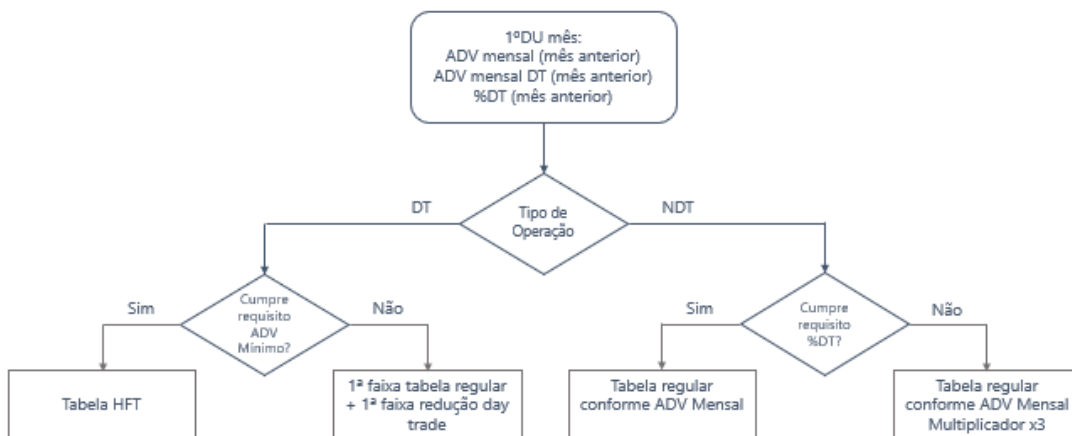 1ºDU mês:
ADV mensal (mês anterior)
ADV mensal DT (mês anterior)
%DT (mês anterior)
DT
Tipo de
Operação
NDT
Sim
Cumpre
requisito
ADV
Mínimo?
Não
Sim
Cumpre
requisito
%DT?
Não
Tabela HFT
1ª faixa tabela regular
+ 1ª faixa redução day
trade
Tabela regular
conforme ADV Mensal
Tabela regular
conforme ADV Mensal
Multiplicador x3